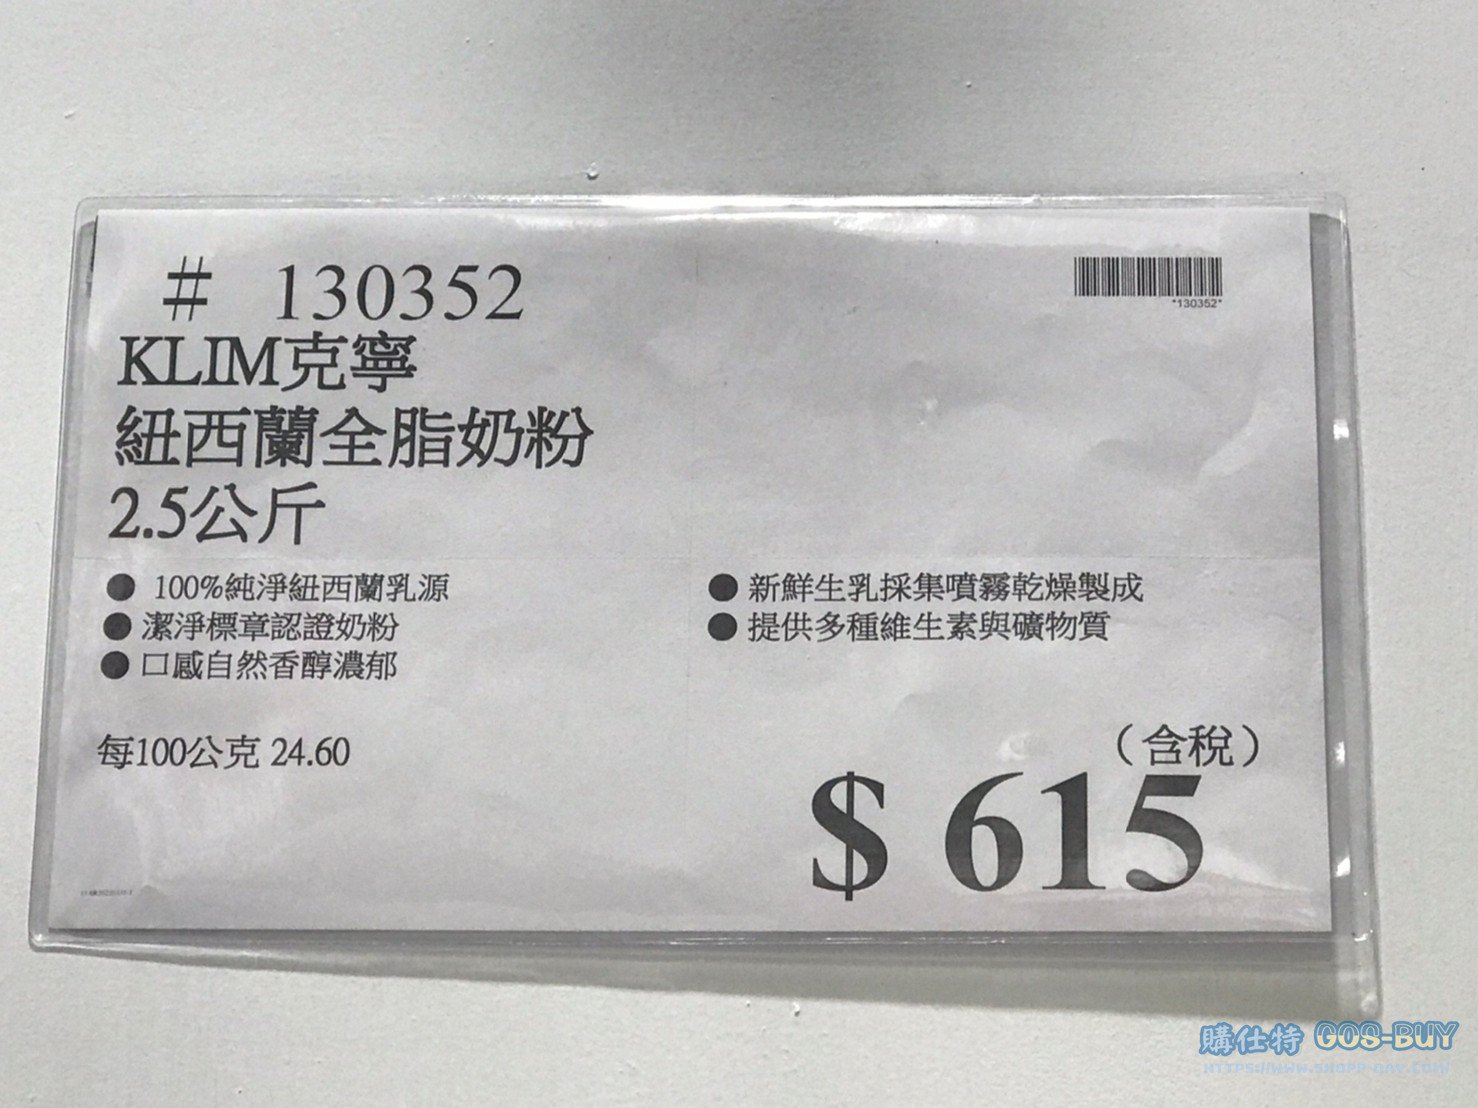 # 130352
*130352*
KLIM克寧
紐西蘭全脂奶粉
2.5公斤
● 100%純淨紐西蘭乳源
● 潔淨標章認證奶粉
● 口感自然香醇濃郁
● 新鮮生乳採集噴霧乾燥製成
● 提供多種維生素與礦物質
每100公克 24.60
（含稅）
$ 615
購仕特 GOS-BUY